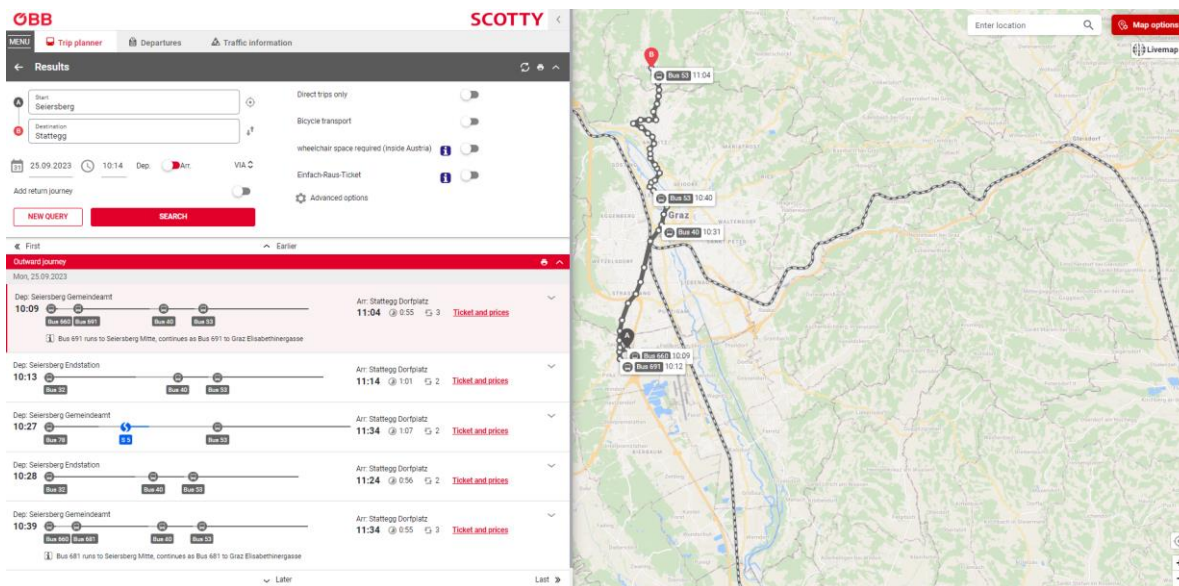 ÖBB
SCOTTY
MENU Trip planner Departures Traffic information
Results
Start
Seiersberg
Destination
Stattegg
25.09.2023 10:14 Dep. Arr. VIA
Add return journey
NEW QUERY SEARCH
Direct trips only
Bicycle transport
wheelchair space required (inside Austria)
Einfach-Raus-Ticket
Advanced options
First Earlier
Outward journey
Mon, 25.09.2023
Dep: Seiersberg Gemeindeamt Arr: Stattegg Dorfplatz
10:09 11:04 0:55 3 Ticket and prices
Bus 660 Bus 691 Bus 40 Bus 53
Bus 691 runs to Seiersberg Mitte, continues as Bus 691 to Graz Elisabethinergasse
Dep: Seiersberg Endstation Arr: Stattegg Dorfplatz
10:13 11:14 1:01 2 Ticket and prices
Bus 32 Bus 40 Bus 53
Dep: Seiersberg Gemeindeamt Arr: Stattegg Dorfplatz
10:27 11:34 1:07 2 Ticket and prices
Bus 78 S 5 Bus 53
Dep: Seiersberg Endstation Arr: Stattegg Dorfplatz
10:28 11:24 0:56 2 Ticket and prices
Bus 32 Bus 40 Bus 53
Dep: Seiersberg Gemeindeamt Arr: Stattegg Dorfplatz
10:39 11:34 0:55 3 Ticket and prices
Bus 660 Bus 681 Bus 40 Bus 53
Bus 681 runs to Seiersberg Mitte, continues as Bus 681 to Graz Elisabethinergasse
Later Last
Enter location Map options
Livemap
B
Bus 53 11:04
Bus 53 10:40
Graz
Bus 40 10:31
A
Bus 660 10:09
Bus 691 10:12
Gleisdorf